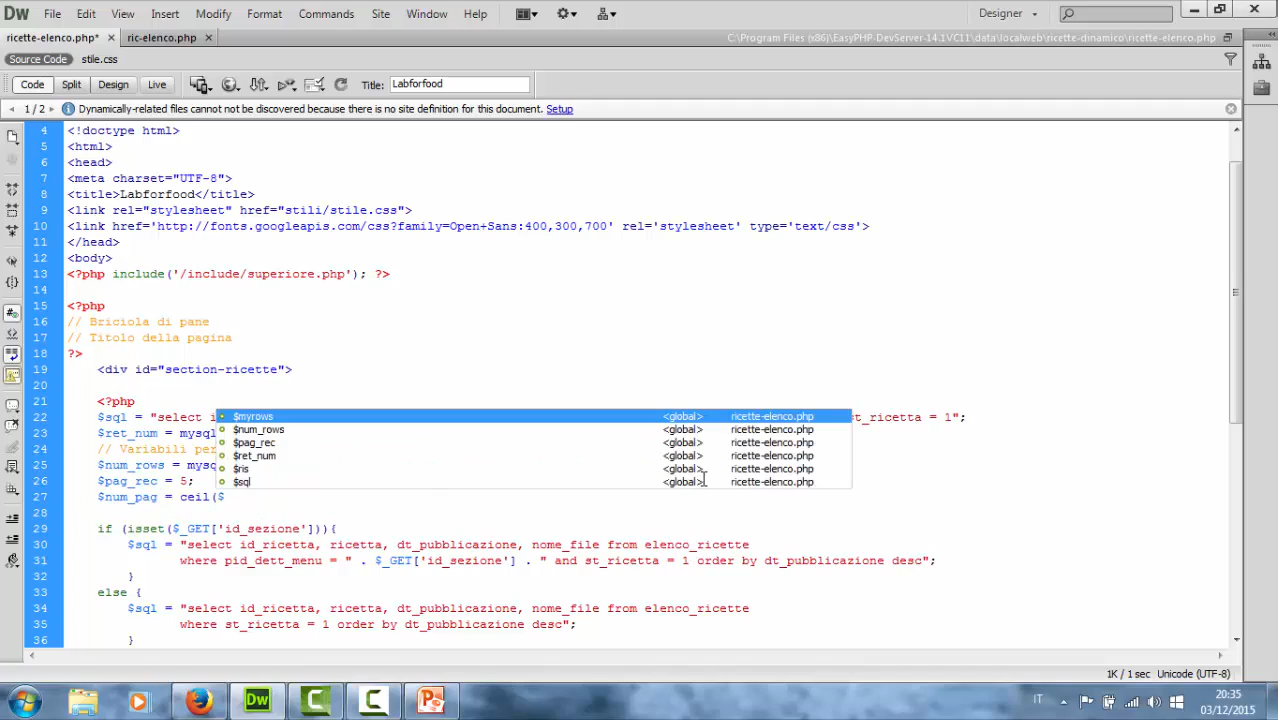 Dw File Edit View Insert Modify Format Commands Site Window Help Designer
ricette-elenco.php* × ric-elenco.php × C:\Program Files (x86)\EasyPHP-DevServer-14.1VC11\data\localweb\ricette-dinamico\ricette-elenco.php
Source Code stile.css
Code Split Design Live Title: Labforfood
1 / 2 Dynamically-related files cannot not be discovered because there is no site definition for this document. Setup
4 <!doctype html>
5 <html>
6 <head>
7 <meta charset="UTF-8">
8 <title>Labforfood</title>
9 <link rel="stylesheet" href="stili/stile.css">
10 <link href='http://fonts.googleapis.com/css?family=Open+Sans:400,300,700' rel='stylesheet' type='text/css'>
11 </head>
12 <body>
13 <?php include('/include/superiore.php'); ?>
14
15 <?php
16 // Briciola di pane
17 // Titolo della pagina
18 ?>
19 <div id="section-ricette">
20
21 <?php
22 $sql = "select i t_ricetta = 1";
$myrows <global> ricette-elenco.php
23 $ret_num = mysql
$num_rows <global> ricette-elenco.php
$pag_rec <global> ricette-elenco.php
24 // Variabili per
$ret_num <global> ricette-elenco.php
25 $num_rows = mysq
$ris <global> ricette-elenco.php
26 $pag_rec = 5;
$sql <global> ricette-elenco.php
27 $num_pag = ceil($
28
29 if (isset($_GET['id_sezione'])){
30 $sql = "select id_ricetta, ricetta, dt_pubblicazione, nome_file from elenco_ricette
31 where pid_dett_menu = " . $_GET['id_sezione'] . " and st_ricetta = 1 order by dt_pubblicazione desc";
32 }
33 else {
34 $sql = "select id_ricetta, ricetta, dt_pubblicazione, nome_file from elenco_ricette
35 where st_ricetta = 1 order by dt_pubblicazione desc";
36 }
1K / 1 sec Unicode (UTF-8)
Dw IT 20:35
03/12/2015